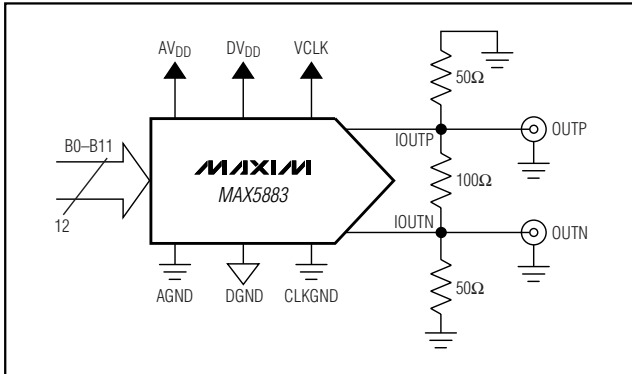 AVDD DVDD VCLK
50Ω
B0–B11
IOUTP
OUTP
MAXIM
MAX5883
100Ω
12
IOUTN
OUTN
50Ω
AGND DGND CLKGND